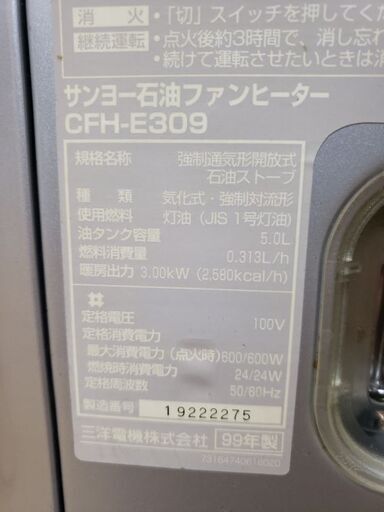 消火 ・「切」スイッチを押してくだ
継続運転 ・点火後約3時間で、消し忘れ
・続けて運転させたいときは消
サンヨー石油ファンヒーター
CFH-E309
規格名称 強制通気形開放式
石油ストーブ
種類 気化式・強制対流形
使用燃料 灯油 (JIS 1号灯油)
油タンク容量 5.0L
燃料消費量 0.313L/h
暖房出力 3.00kW (2,580kcal/h)
定格電圧 100V
定格消費電力
最大消費電力 (点火時) 600/600W
燃焼時消費電力 24/24W
定格周波数 50/60Hz
製造番号 19222275
三洋電機株式会社 99年製
73164740616020